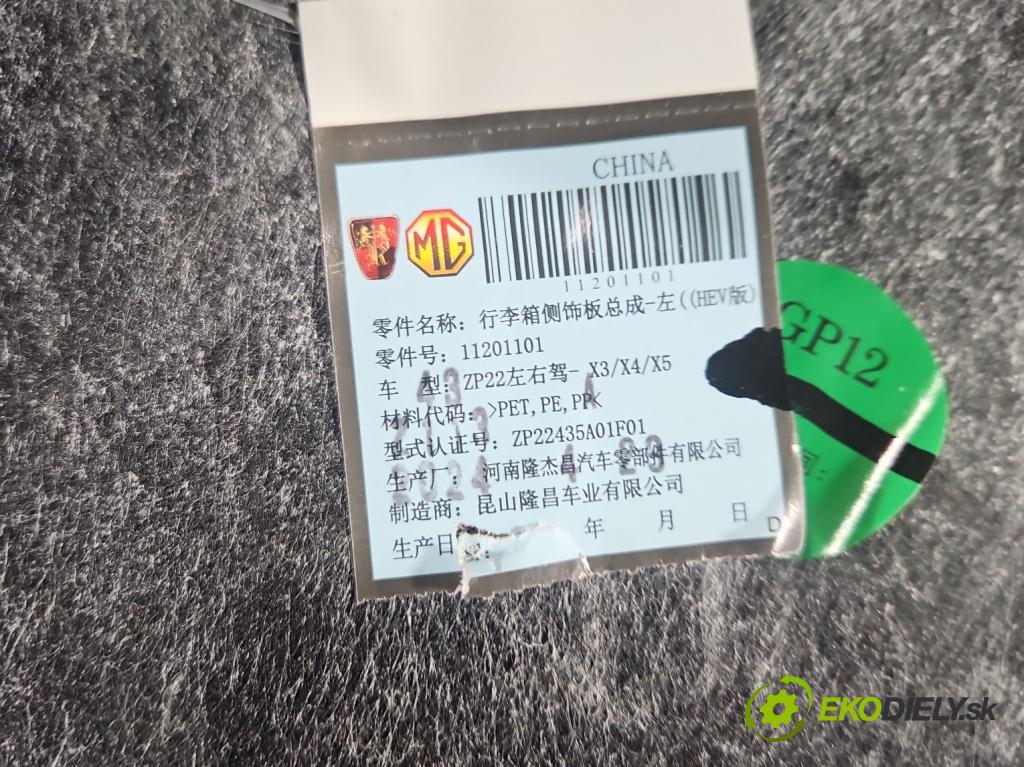 CHINA
MG
11201101
零件名称: 行李箱侧饰板总成-左((HEV版)
零件号: 11201101
车 型: ZP22左右驾- X3/X4/X5
材料代码: >PET,PE,PP<
型式认证号: ZP22435A01F01
生产厂: 河南隆杰昌汽车零部件有限公司
制造商: 昆山隆昌车业有限公司
生产日 年 月 日 D
GP12
EKODIELY.sk